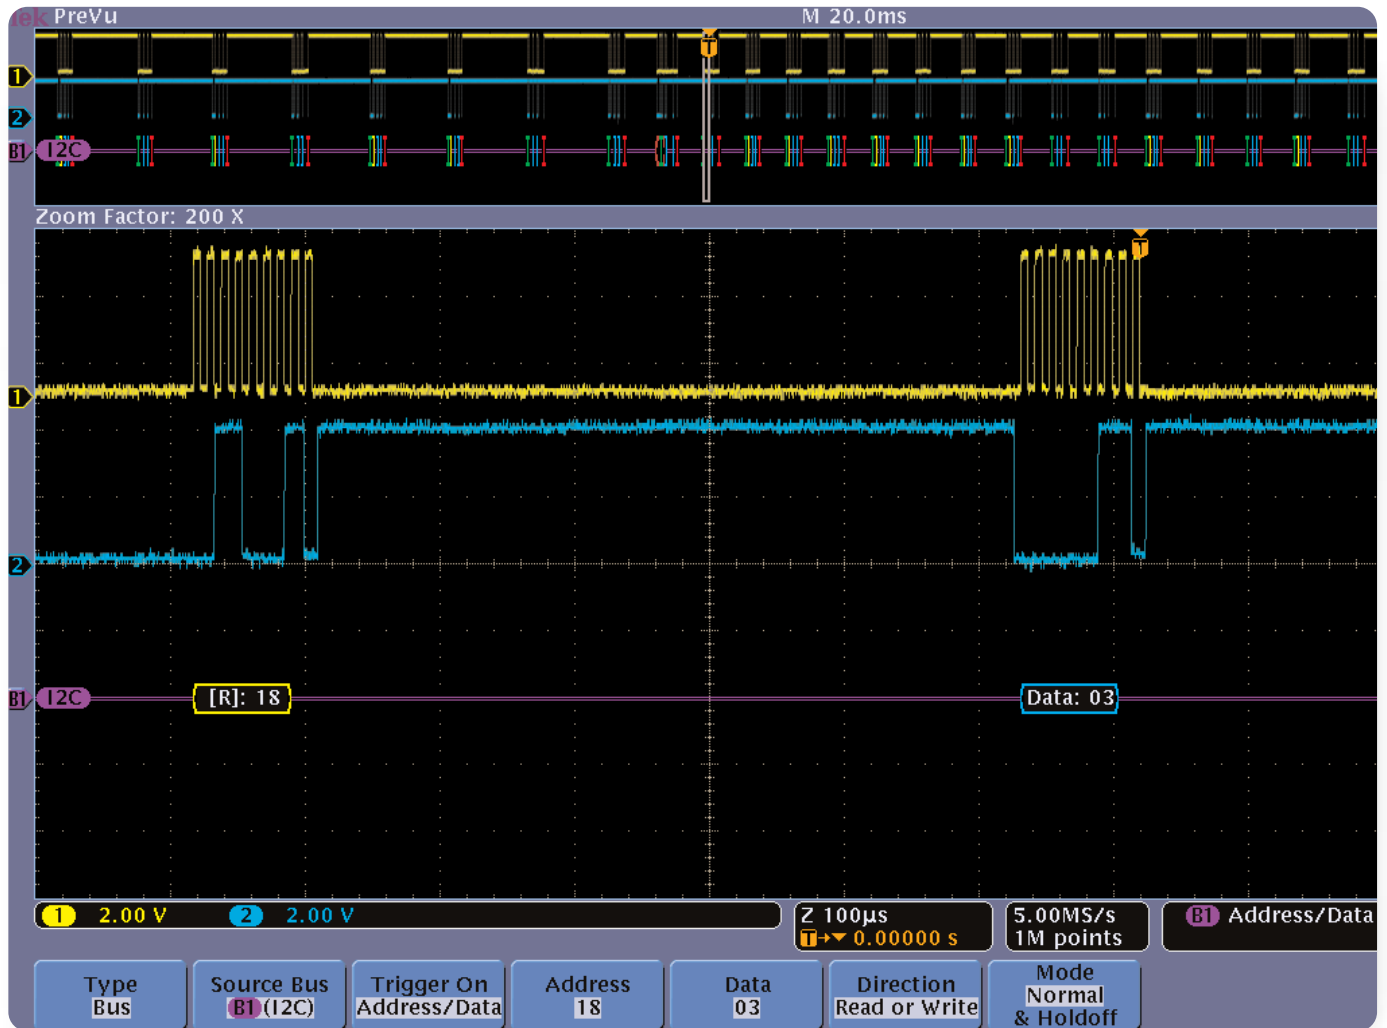 Tek PreVu M 20.0ms
T
1
2
B1 I2C
Zoom Factor: 200 X
T
1
2
B1 I2C [R]: 18 Data: 03
1 2.00 V 2 2.00 V Z 100µs 5.00MS/s B1 Address/Data
T→▼ 0.00000 s 1M points
Type Source Bus Trigger On Address Data Direction Mode
Bus B1 (I2C) Address/Data 18 03 Read or Write Normal
& Holdoff